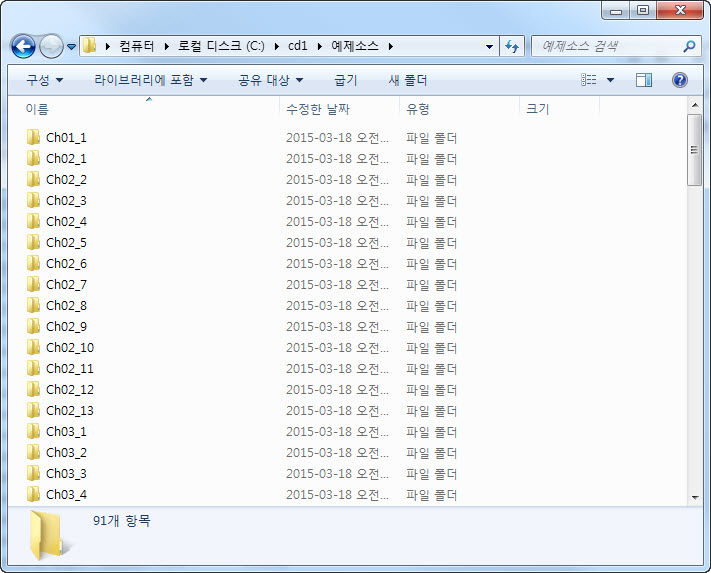 컴퓨터 로컬 디스크 (C:) cd1 예제소스 예제소스 검색
구성 라이브러리에 포함 공유 대상 굽기 새 폴더
이름 수정한 날짜 유형 크기
Ch01_1 2015-03-18 오전... 파일 폴더
Ch02_1 2015-03-18 오전... 파일 폴더
Ch02_2 2015-03-18 오전... 파일 폴더
Ch02_3 2015-03-18 오전... 파일 폴더
Ch02_4 2015-03-18 오전... 파일 폴더
Ch02_5 2015-03-18 오전... 파일 폴더
Ch02_6 2015-03-18 오전... 파일 폴더
Ch02_7 2015-03-18 오전... 파일 폴더
Ch02_8 2015-03-18 오전... 파일 폴더
Ch02_9 2015-03-18 오전... 파일 폴더
Ch02_10 2015-03-18 오전... 파일 폴더
Ch02_11 2015-03-18 오전... 파일 폴더
Ch02_12 2015-03-18 오전... 파일 폴더
Ch02_13 2015-03-18 오전... 파일 폴더
Ch03_1 2015-03-18 오전... 파일 폴더
Ch03_2 2015-03-18 오전... 파일 폴더
Ch03_3 2015-03-18 오전... 파일 폴더
Ch03_4 2015-03-18 오전... 파일 폴더
91개 항목